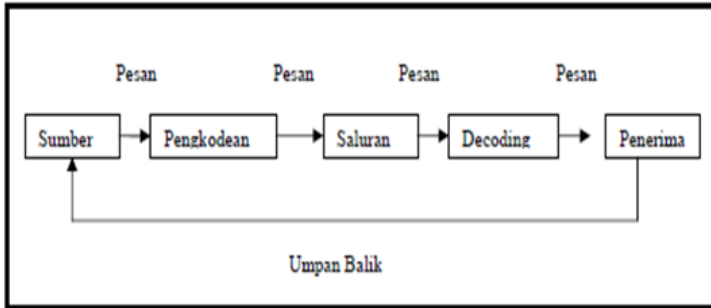 Pesan Pesan Pesan Pesan
Sumber Pengkodean Saluran Decoding Penerima
Umpan Balik